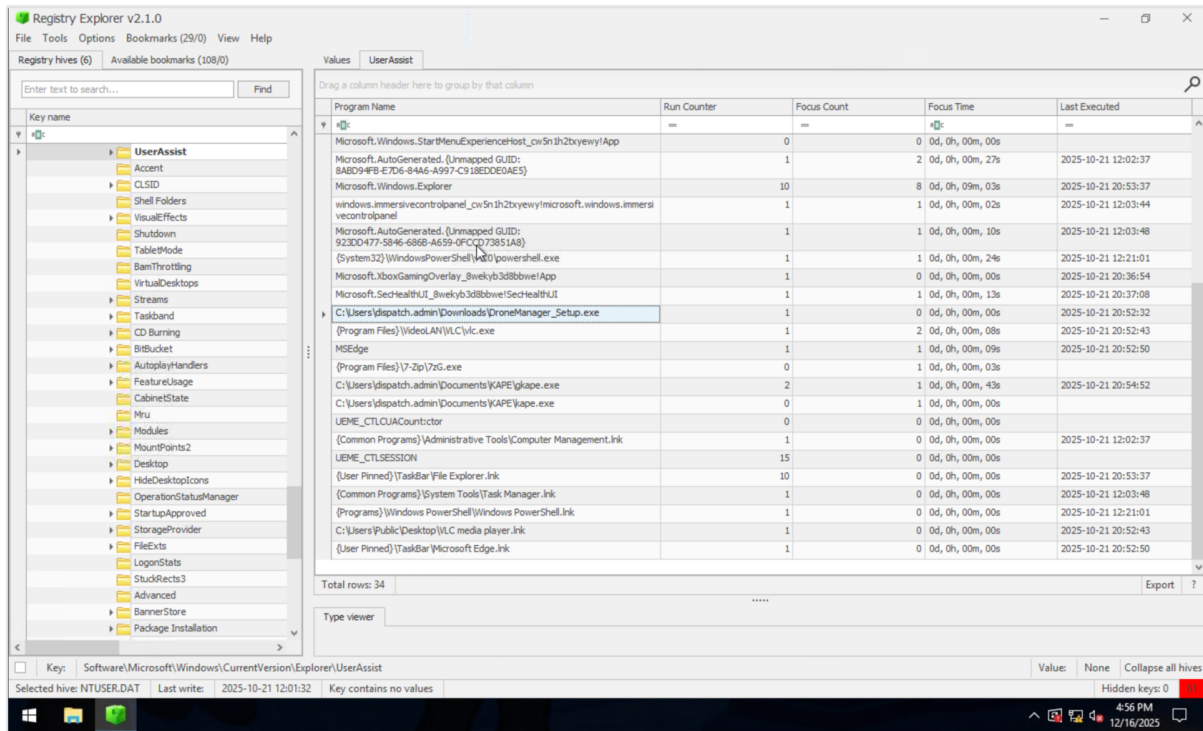 Registry Explorer v2.1.0
File Tools Options Bookmarks (29/0) View Help
Registry hives (6) Available bookmarks (108/0)
Values UserAssist
Enter text to search... Find
Drag a column header here to group by that column
Key name
Program Name Run Counter Focus Count Focus Time Last Executed
= = =
UserAssist
Accent
CLSID
Shell Folders
VisualEffects
Shutdown
TabletMode
BamThrottling
VirtualDesktops
Streams
Taskband
CD Burning
BitBucket
AutoplayHandlers
FeatureUsage
CabinetState
Mru
Modules
MountPoints2
Desktop
HideDesktopIcons
OperationStatusManager
StartupApproved
StorageProvider
FileExts
LogonStats
StuckRects3
Advanced
BannerStore
Package Installation
Microsoft.Windows.StartMenuExperienceHost_cw5n1h2txyewy!App 0 0 0d, 0h, 00m, 00s
Microsoft.AutoGenerated.{Unmapped GUID: 1 2 0d, 0h, 00m, 27s 2025-10-21 12:02:37
8ABD94FB-E7D6-84A6-A997-C918EDDE0AE5}
Microsoft.Windows.Explorer 10 8 0d, 0h, 09m, 03s 2025-10-21 20:53:37
windows.immersivecontrolpanel_cw5n1h2txyewy!microsoft.windows.immersi 1 1 0d, 0h, 00m, 02s 2025-10-21 12:03:44
vecontrolpanel
Microsoft.AutoGenerated.{Unmapped GUID: 1 1 0d, 0h, 00m, 10s 2025-10-21 12:03:48
923DD477-5846-686B-A659-0FCCD73851A8}
{System32}\WindowsPowerShell\v1.0\powershell.exe 1 1 0d, 0h, 00m, 24s 2025-10-21 12:21:01
Microsoft.XboxGamingOverlay_8wekyb3d8bbwe!App 1 1 0d, 0h, 00m, 00s 2025-10-21 20:36:54
Microsoft.SecHealthUI_8wekyb3d8bbwe!SecHealthUI 1 1 0d, 0h, 00m, 13s 2025-10-21 20:37:08
C:\Users\dispatch.admin\Downloads\DroneManager_Setup.exe 1 1 0d, 0h, 00m, 00s 2025-10-21 20:52:32
{Program Files}\VideoLAN\VLC\vlc.exe 1 2 0d, 0h, 00m, 08s 2025-10-21 20:52:43
MSEdge 1 1 0d, 0h, 00m, 09s 2025-10-21 20:52:50
{Program Files}\7-Zip\7zG.exe 0 1 0d, 0h, 00m, 03s
C:\Users\dispatch.admin\Documents\KAPE\gkape.exe 2 1 0d, 0h, 00m, 43s 2025-10-21 20:54:52
C:\Users\dispatch.admin\Documents\KAPE\kape.exe 0 1 0d, 0h, 00m, 00s
UEME_CTLCUACount:ctor 0 0 0d, 0h, 00m, 00s
{Common Programs}\Administrative Tools\Computer Management.lnk 1 0 0d, 0h, 00m, 00s 2025-10-21 12:02:37
UEME_CTLSESSION 15 0 0d, 0h, 00m, 00s
{User Pinned}\TaskBar\File Explorer.lnk 10 0 0d, 0h, 00m, 00s 2025-10-21 20:53:37
{Common Programs}\System Tools\Task Manager.lnk 1 0 0d, 0h, 00m, 00s 2025-10-21 12:03:48
{Programs}\Windows PowerShell\Windows PowerShell.lnk 1 0 0d, 0h, 00m, 00s 2025-10-21 12:21:01
C:\Users\Public\Desktop\VLC media player.lnk 1 0 0d, 0h, 00m, 00s 2025-10-21 20:52:43
{User Pinned}\TaskBar\Microsoft Edge.lnk 1 0 0d, 0h, 00m, 00s 2025-10-21 20:52:50
Total rows: 34 Export ?
Type viewer
Key: Software\Microsoft\Windows\CurrentVersion\Explorer\UserAssist Value: None Collapse all hives
Selected hive: NTUSER.DAT Last write: 2025-10-21 12:01:32 Key contains no values Hidden keys: 0
4:56 PM
12/16/2025